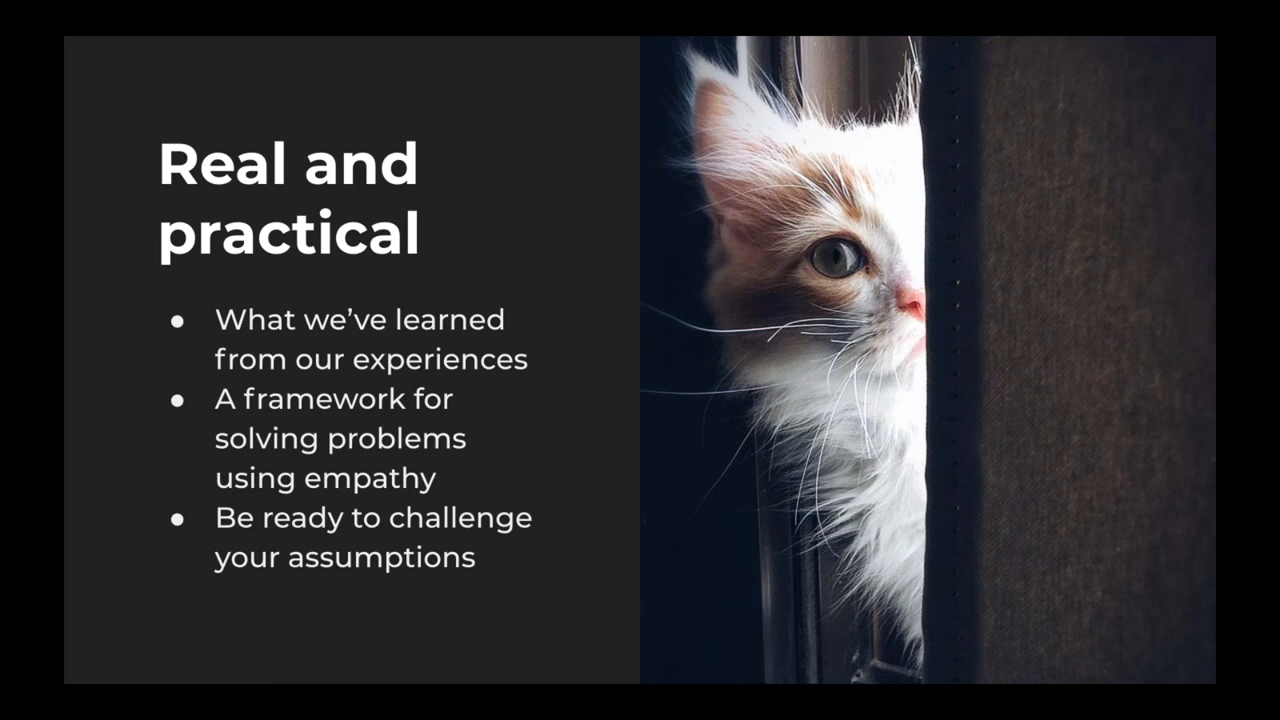 Real and
practical
● What we’ve learned
from our experiences
● A framework for
solving problems
using empathy
● Be ready to challenge
your assumptions